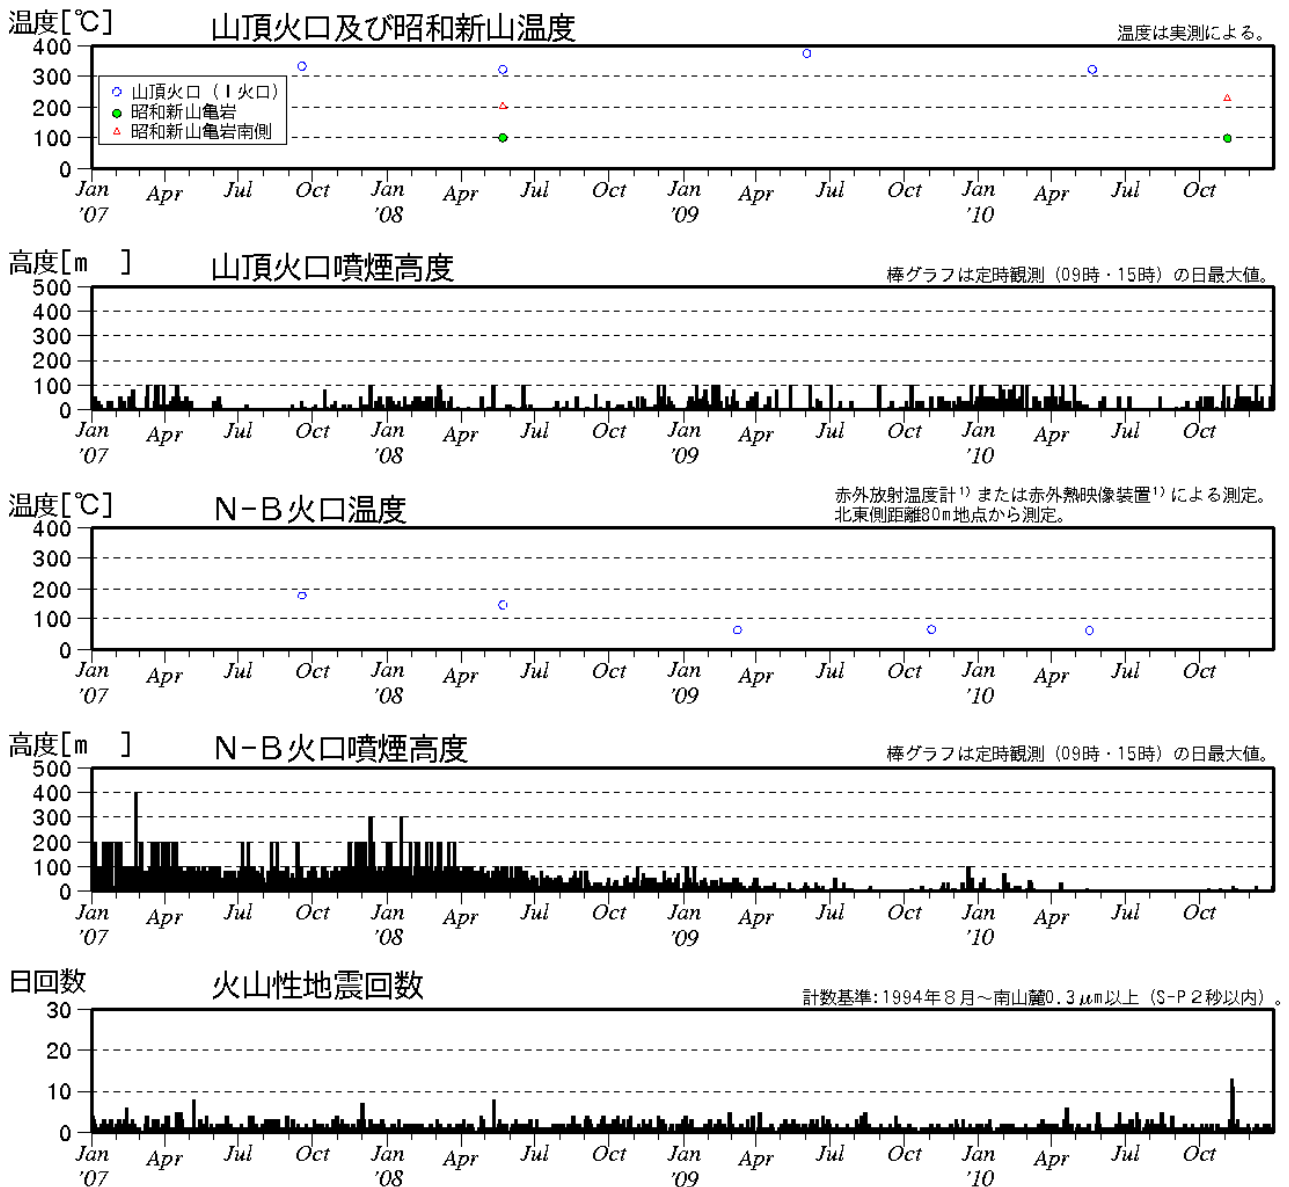 温度[℃] 山頂火口及び昭和新山温度 温度は実測による。
400
300
200
100
0
○ 山頂火口（Ｉ火口）
● 昭和新山亀岩
△ 昭和新山亀岩南側
Jan Apr Jul Oct Jan Apr Jul Oct Jan Apr Jul Oct Jan Apr Jul Oct
'07 '08 '09 '10
高度[m ] 山頂火口噴煙高度 棒グラフは定時観測（09時・15時）の日最大値。
500
400
300
200
100
0
Jan Apr Jul Oct Jan Apr Jul Oct Jan Apr Jul Oct Jan Apr Jul Oct
'07 '08 '09 '10
温度[℃] Ｎ−Ｂ火口温度 赤外放射温度計¹⁾ または赤外熱映像装置¹⁾ による測定。
北東側距離80m地点から測定。
400
300
200
100
0
Jan Apr Jul Oct Jan Apr Jul Oct Jan Apr Jul Oct Jan Apr Jul Oct
'07 '08 '09 '10
高度[m ] Ｎ−Ｂ火口噴煙高度 棒グラフは定時観測（09時・15時）の日最大値。
500
400
300
200
100
0
Jan Apr Jul Oct Jan Apr Jul Oct Jan Apr Jul Oct Jan Apr Jul Oct
'07 '08 '09 '10
日回数 火山性地震回数 計数基準:1994年８月～南山麓0.3μm以上（S-P２秒以内）。
30
20
10
0
Jan Apr Jul Oct Jan Apr Jul Oct Jan Apr Jul Oct Jan Apr Jul Oct
'07 '08 '09 '10